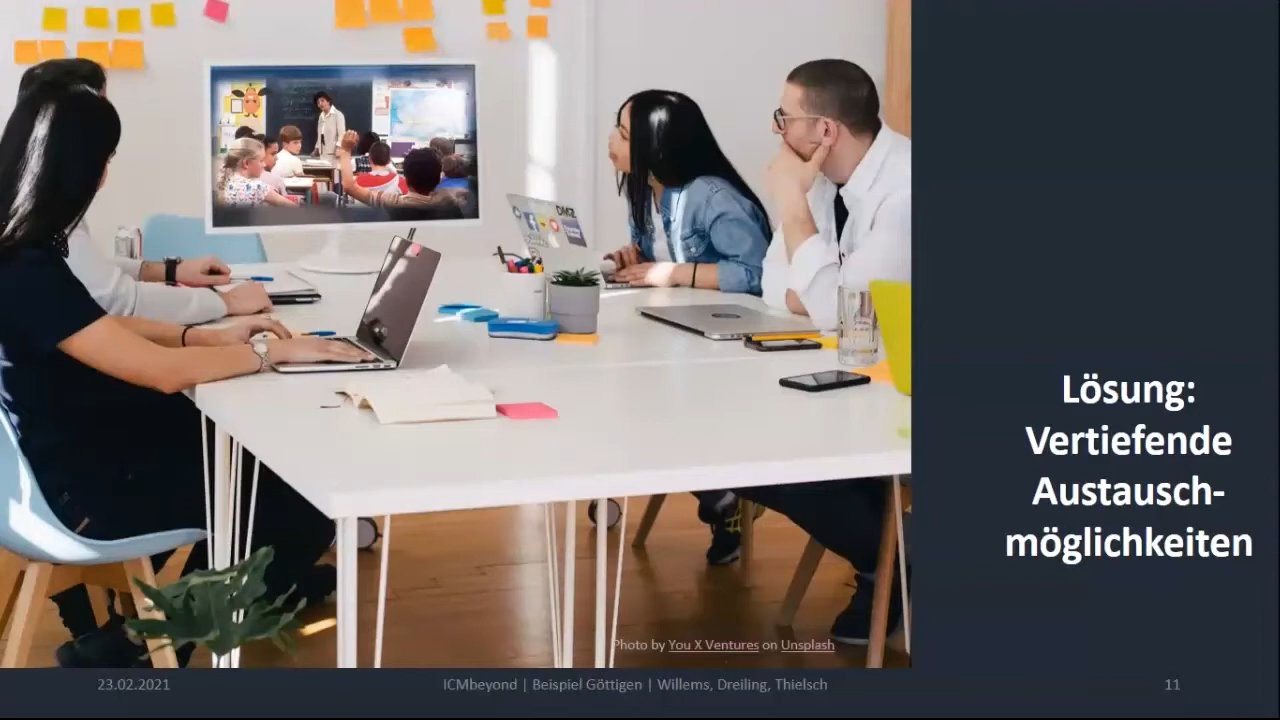 DMZ
Lösung:
Vertiefende
Austausch-
möglichkeiten
Photo by You X Ventures on Unsplash
23.02.2021
ICMbeyond | Beispiel Göttigen | Willems, Dreiling, Thielsch
11